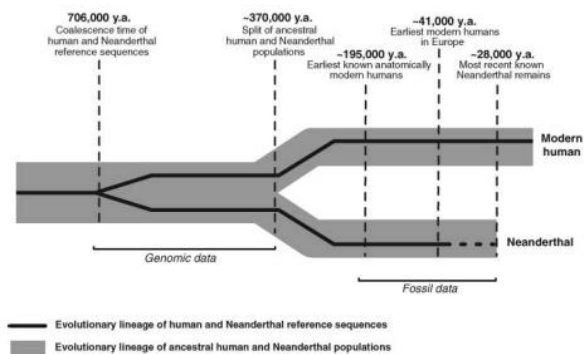 706,000 y.a.
Coalescence time of
human and Neanderthal
reference sequences
~370,000 y.a.
Split of ancestral
human and Neanderthal
populations
~41,000 y.a.
Earliest modern humans
in Europe
~195,000 y.a.
Earliest known anatomically
modern humans
~28,000 y.a.
Most recent known
Neanderthal remains
Modern
human
Neanderthal
Genomic data
Fossil data
Evolutionary lineage of human and Neanderthal reference sequences
Evolutionary lineage of ancestral human and Neanderthal populations